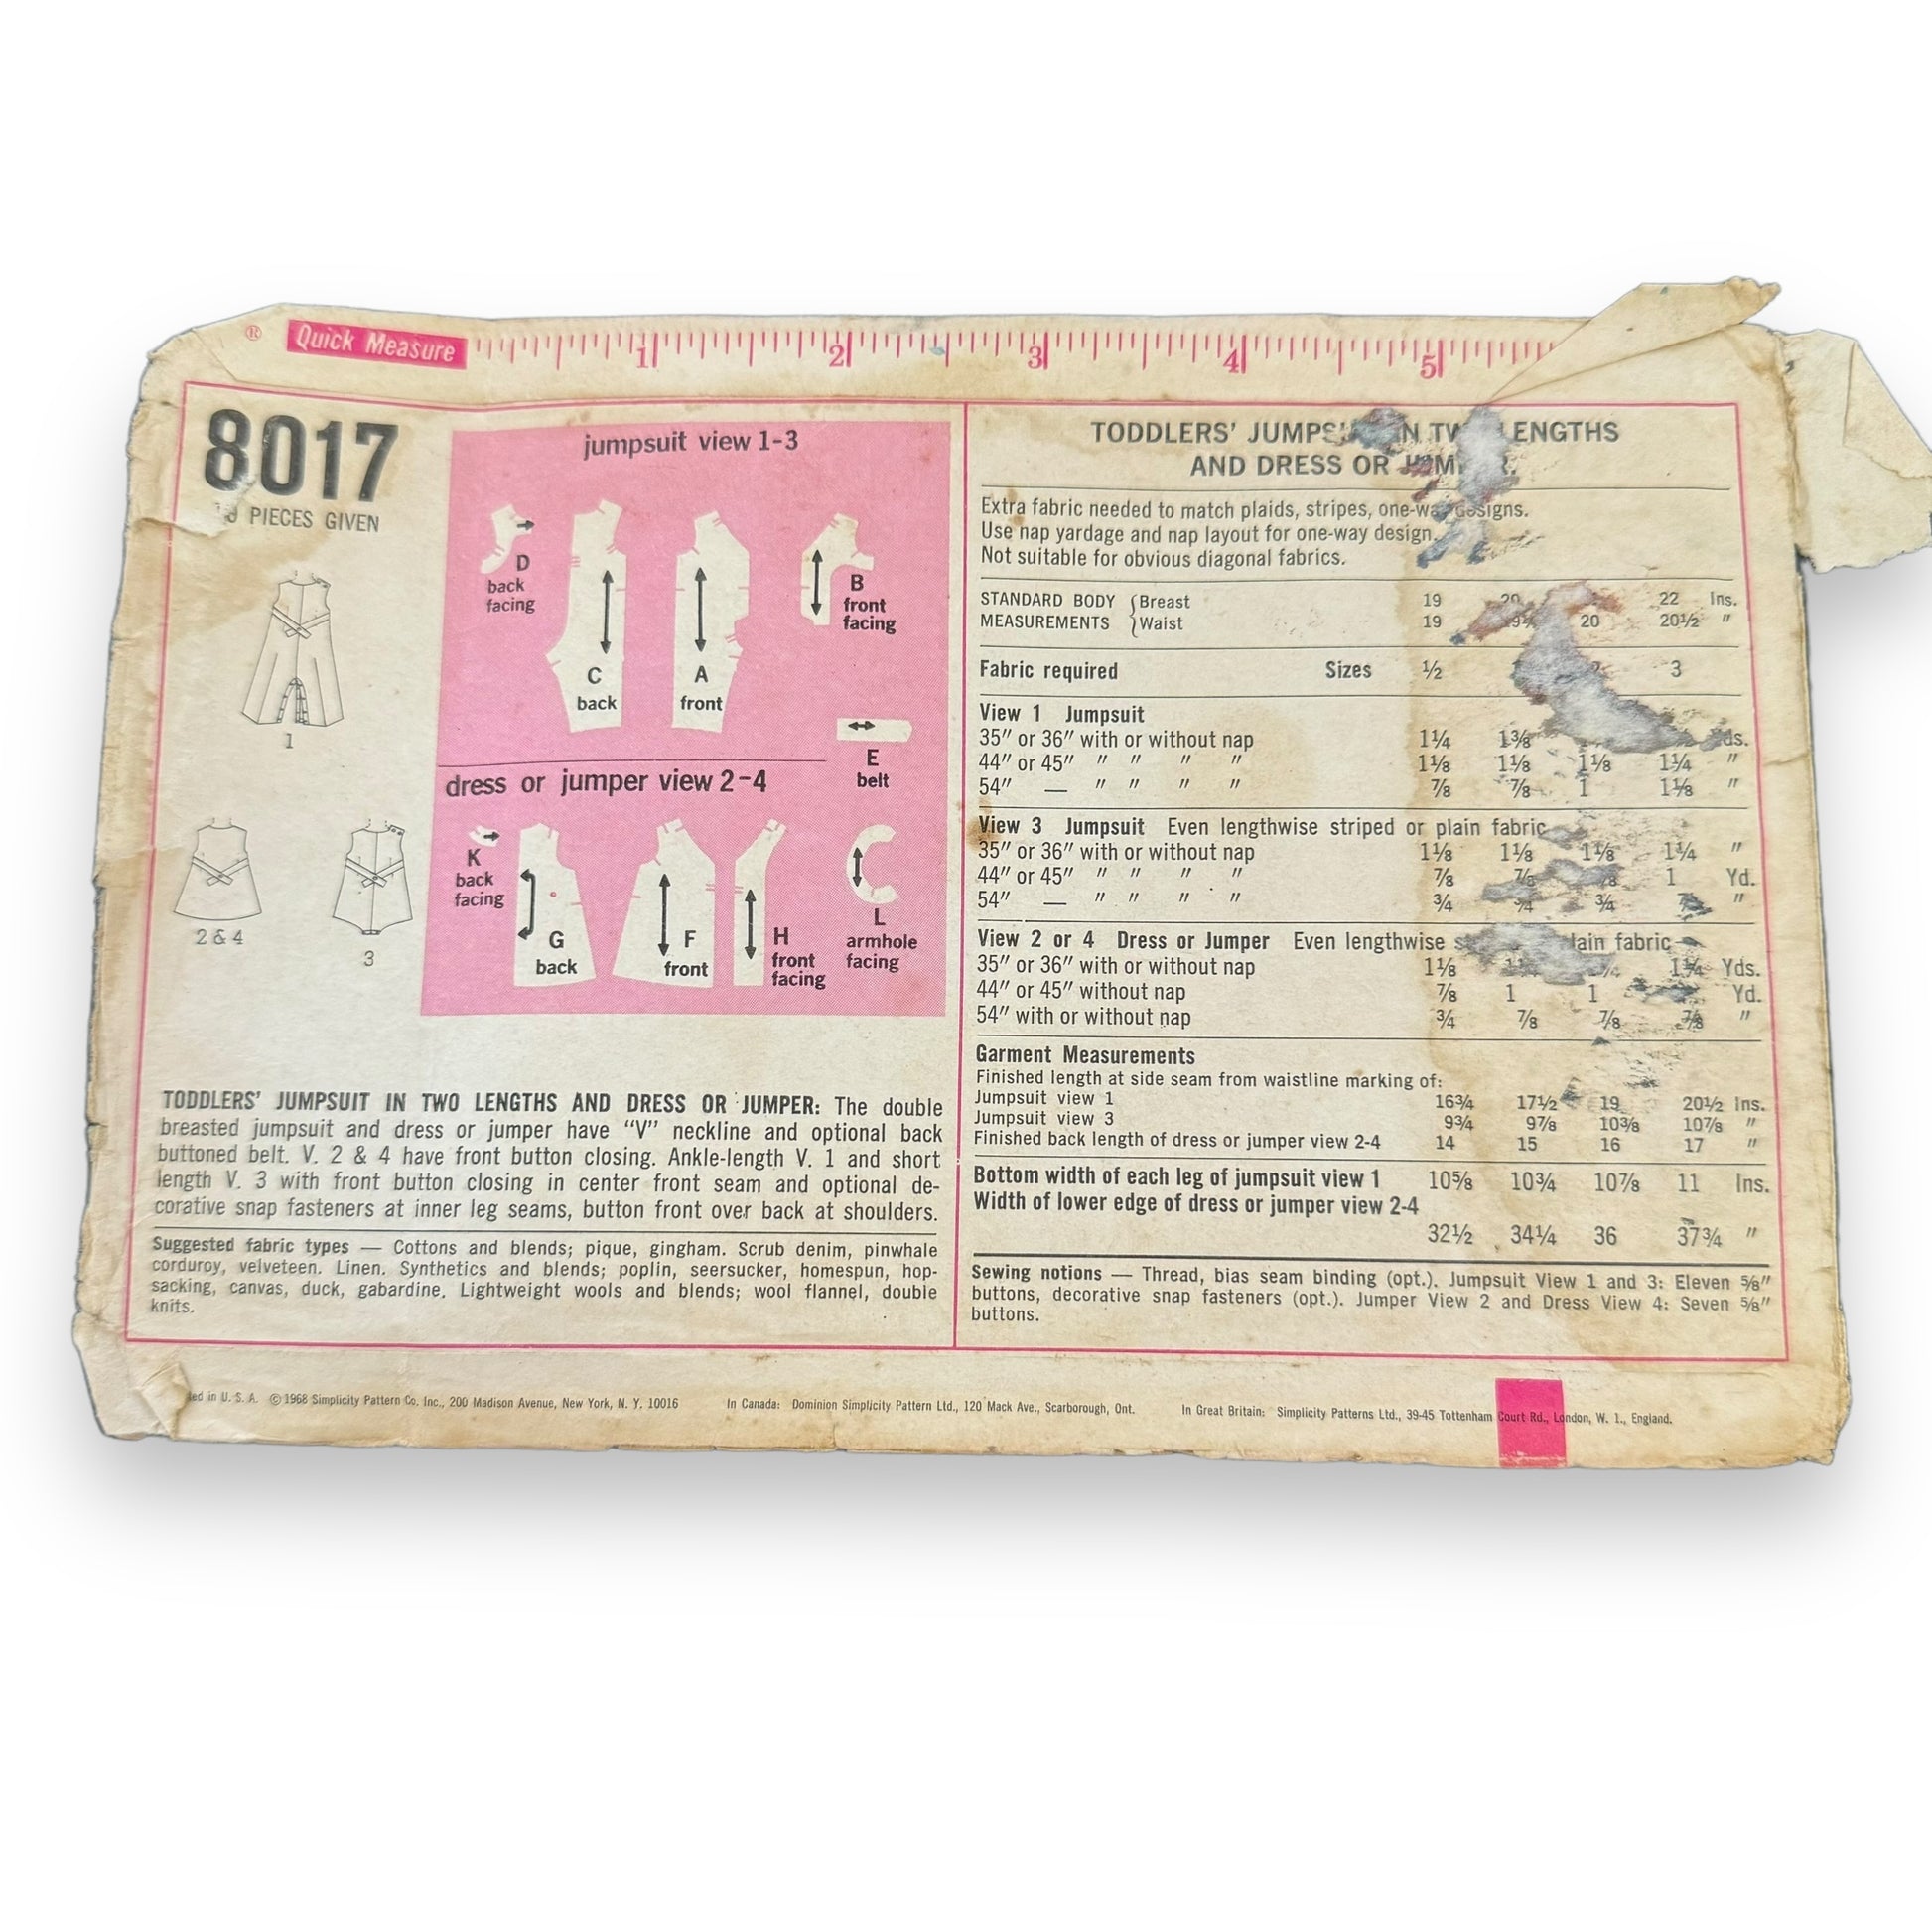 ® Quick Measure 1 2 3 4 5
8017
PIECES GIVEN
1
2 & 4
3
jumpsuit view 1-3
D
back
facing
C
back
A
front
B
front
facing
E
belt
dress or jumper view 2-4
K
back
facing
G
back
F
front
H
front
facing
L
armhole
facing
TODDLERS' JUMPSUIT IN TWO LENGTHS AND DRESS OR JUMPER: The double
breasted jumpsuit and dress or jumper have "V" neckline and optional back
buttoned belt. V. 2 & 4 have front button closing. Ankle-length V. 1 and short
length V. 3 with front button closing in center front seam and optional de-
corative snap fasteners at inner leg seams, button front over back at shoulders.
Suggested fabric types — Cottons and blends; pique, gingham. Scrub denim, pinwhale
corduroy, velveteen. Linen. Synthetics and blends; poplin, seersucker, homespun, hop-
sacking, canvas, duck, gabardine. Lightweight wools and blends; wool flannel, double
knits.
TODDLERS' JUMPSUIT IN TWO LENGTHS
AND DRESS OR JUMPER
Extra fabric needed to match plaids, stripes, one-way designs.
Use nap yardage and nap layout for one-way design.
Not suitable for obvious diagonal fabrics.
STANDARD BODY Breast 19 20 22 Ins.
MEASUREMENTS Waist 19 20 20½ "
Fabric required Sizes ½ 3
View 1 Jumpsuit
35" or 36" with or without nap 1¼ 1⅜ Yds.
44" or 45" " " " " 1⅛ 1⅛ 1⅛ 1¼ "
54" — " " " " ⅞ ⅞ 1 1⅛ "
View 3 Jumpsuit Even lengthwise striped or plain fabric
35" or 36" with or without nap 1⅛ 1⅛ 1⅛ 1¼ "
44" or 45" " " " " ⅞ ⅞ 1 Yd.
54" — " " " " ¾ ¾ ¾ "
View 2 or 4 Dress or Jumper Even lengthwise plain fabric
35" or 36" with or without nap 1⅛ 1¼ Yds.
44" or 45" without nap ⅞ 1 1 Yd.
54" with or without nap ¾ ⅞ ⅞ ⅞ "
Garment Measurements
Finished length at side seam from waistline marking of:
Jumpsuit view 1 16¾ 17½ 19 20½ Ins.
Jumpsuit view 3 9¾ 9⅞ 10⅜ 10⅞ "
Finished back length of dress or jumper view 2-4 14 15 16 17 "
Bottom width of each leg of jumpsuit view 1 10⅝ 10¾ 10⅞ 11 Ins.
Width of lower edge of dress or jumper view 2-4
32½ 34¼ 36 37¾ "
Sewing notions — Thread, bias seam binding (opt.). Jumpsuit View 1 and 3: Eleven ⅝"
buttons, decorative snap fasteners (opt.). Jumper View 2 and Dress View 4: Seven ⅝"
buttons.
in U. S. A. © 1968 Simplicity Pattern Co. Inc., 200 Madison Avenue, New York, N. Y. 10016 In Canada: Dominion Simplicity Pattern Ltd., 120 Mack Ave., Scarborough, Ont. In Great Britain: Simplicity Patterns Ltd., 39-45 Tottenham Court Rd., London, W. 1., England.